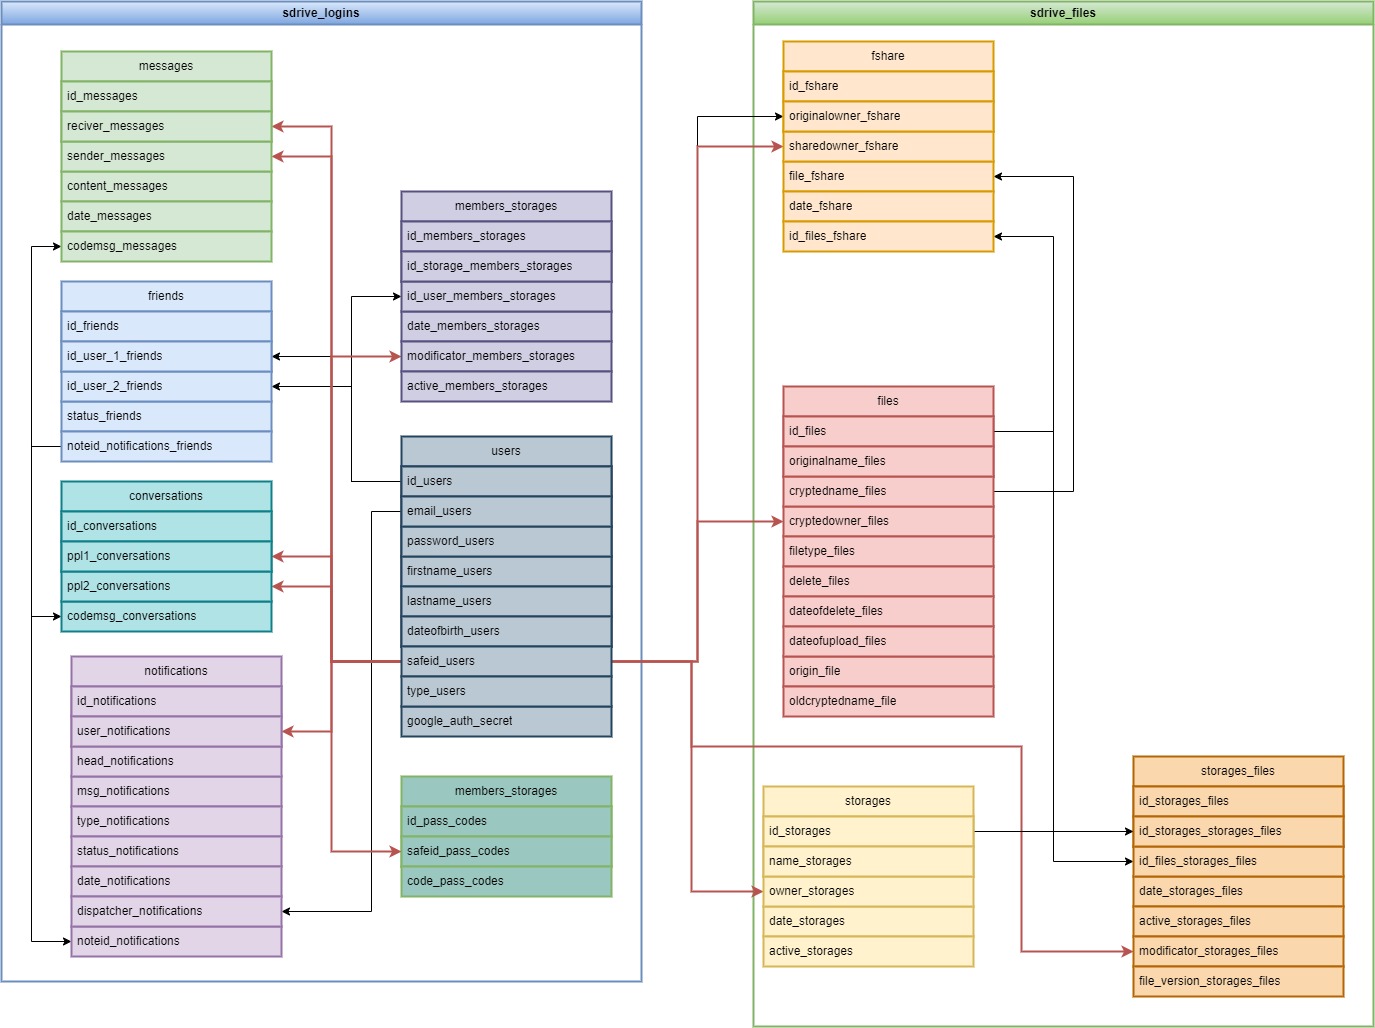 sdrive_logins
messages
id_messages
reciver_messages
sender_messages
content_messages
date_messages
codemsg_messages
friends
id_friends
id_user_1_friends
id_user_2_friends
status_friends
noteid_notifications_friends
conversations
id_conversations
ppl1_conversations
ppl2_conversations
codemsg_conversations
notifications
id_notifications
user_notifications
head_notifications
msg_notifications
type_notifications
status_notifications
date_notifications
dispatcher_notifications
noteid_notifications
members_storages
id_members_storages
id_storage_members_storages
id_user_members_storages
date_members_storages
modificator_members_storages
active_members_storages
users
id_users
email_users
password_users
firstname_users
lastname_users
dateofbirth_users
safeid_users
type_users
google_auth_secret
members_storages
id_pass_codes
safeid_pass_codes
code_pass_codes
sdrive_files
fshare
id_fshare
originalowner_fshare
sharedowner_fshare
file_fshare
date_fshare
id_files_fshare
files
id_files
originalname_files
cryptedname_files
cryptedowner_files
filetype_files
delete_files
dateofdelete_files
dateofupload_files
origin_file
oldcryptedname_file
storages
id_storages
name_storages
owner_storages
date_storages
active_storages
storages_files
id_storages_files
id_storages_storages_files
id_files_storages_files
date_storages_files
active_storages_files
modificator_storages_files
file_version_storages_files